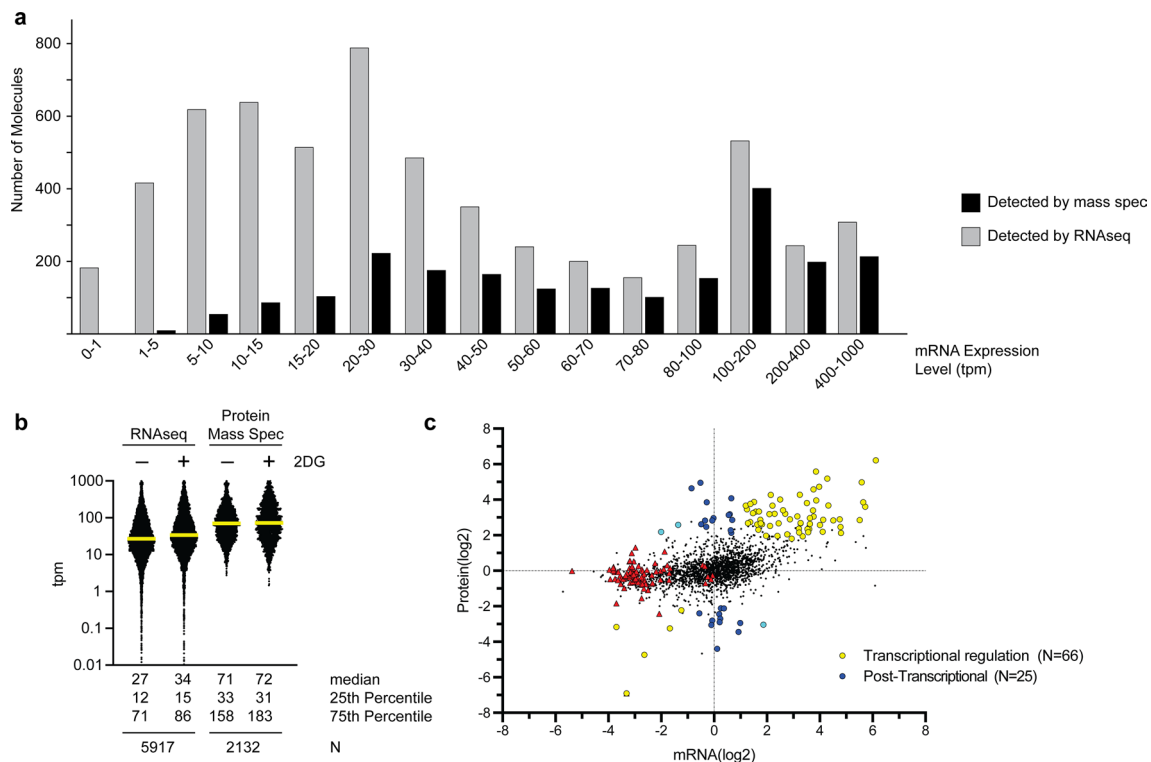 a
Number of Molecules
800
600
400
200
0-1
1-5
5-10
10-15
15-20
20-30
30-40
40-50
50-60
60-70
70-80
80-100
100-200
200-400
400-1000
mRNA Expression
Level (tpm)
Detected by mass spec
Detected by RNAseq
b
RNAseq
Protein
Mass Spec
– + – + 2DG
tpm
1000
100
10
1
0.1
0.01
27 34 71 72 median
12 15 33 31 25th Percentile
71 86 158 183 75th Percentile
5917 2132 N
c
Protein(log2)
8
6
4
2
0
-2
-4
-6
-8
-8 -6 -4 -2 0 2 4 6 8
mRNA(log2)
Transcriptional regulation (N=66)
Post-Transcriptional (N=25)